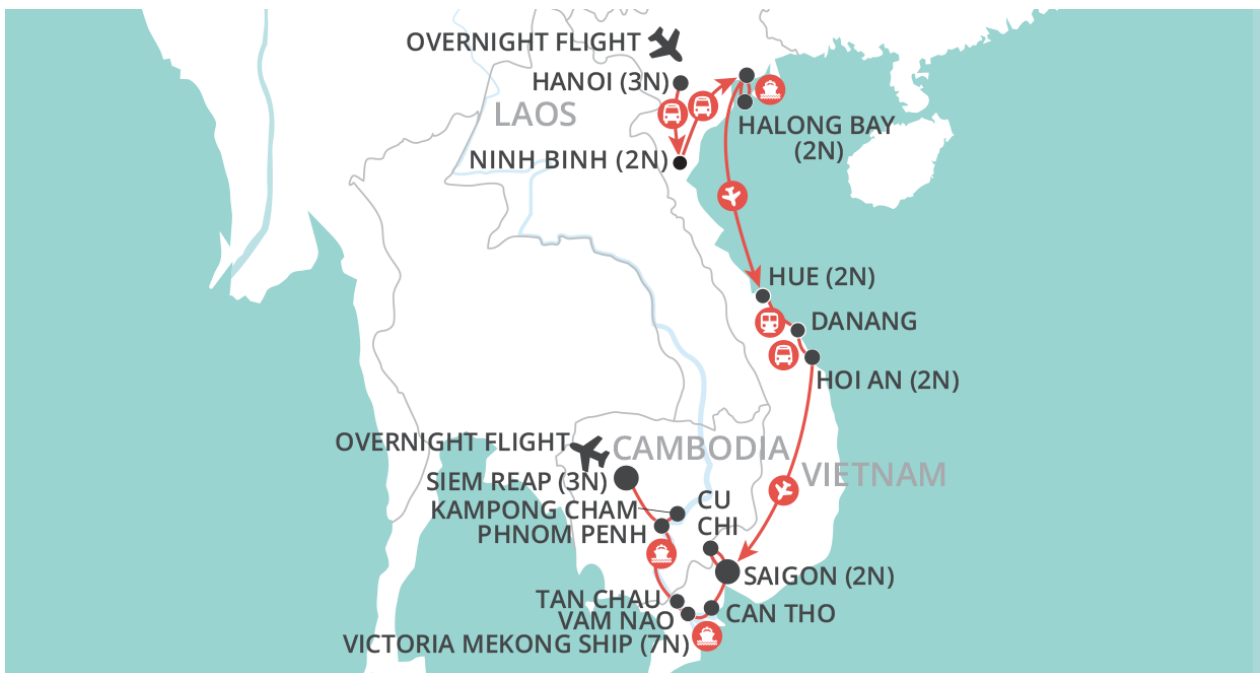 OVERNIGHT FLIGHT
HANOI (3N)
LAOS
HALONG BAY
(2N)
NINH BINH (2N)
HUE (2N)
DANANG
HOI AN (2N)
OVERNIGHT FLIGHT
CAMBODIA
VIETNAM
SIEM REAP (3N)
KAMPONG CHAM
PHNOM PENH
CU
CHI
SAIGON (2N)
TAN CHAU
VAM NAO
CAN THO
VICTORIA MEKONG SHIP (7N)